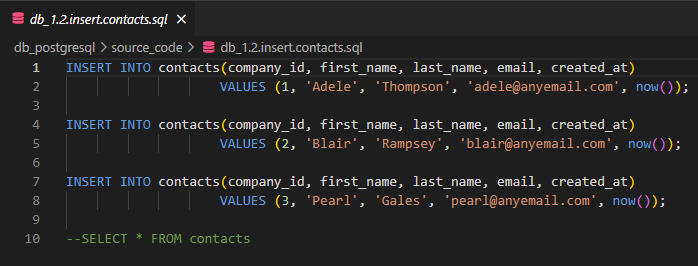 db_1.2.insert.contacts.sql ×
db_postgresql > source_code > db_1.2.insert.contacts.sql
1 INSERT INTO contacts(company_id, first_name, last_name, email, created_at)
2 VALUES (1, 'Adele', 'Thompson', 'adele@anyemail.com', now());
3
4 INSERT INTO contacts(company_id, first_name, last_name, email, created_at)
5 VALUES (2, 'Blair', 'Rampsey', 'blair@anyemail.com', now());
6
7 INSERT INTO contacts(company_id, first_name, last_name, email, created_at)
8 VALUES (3, 'Pearl', 'Gales', 'pearl@anyemail.com', now());
9
10 --SELECT * FROM contacts